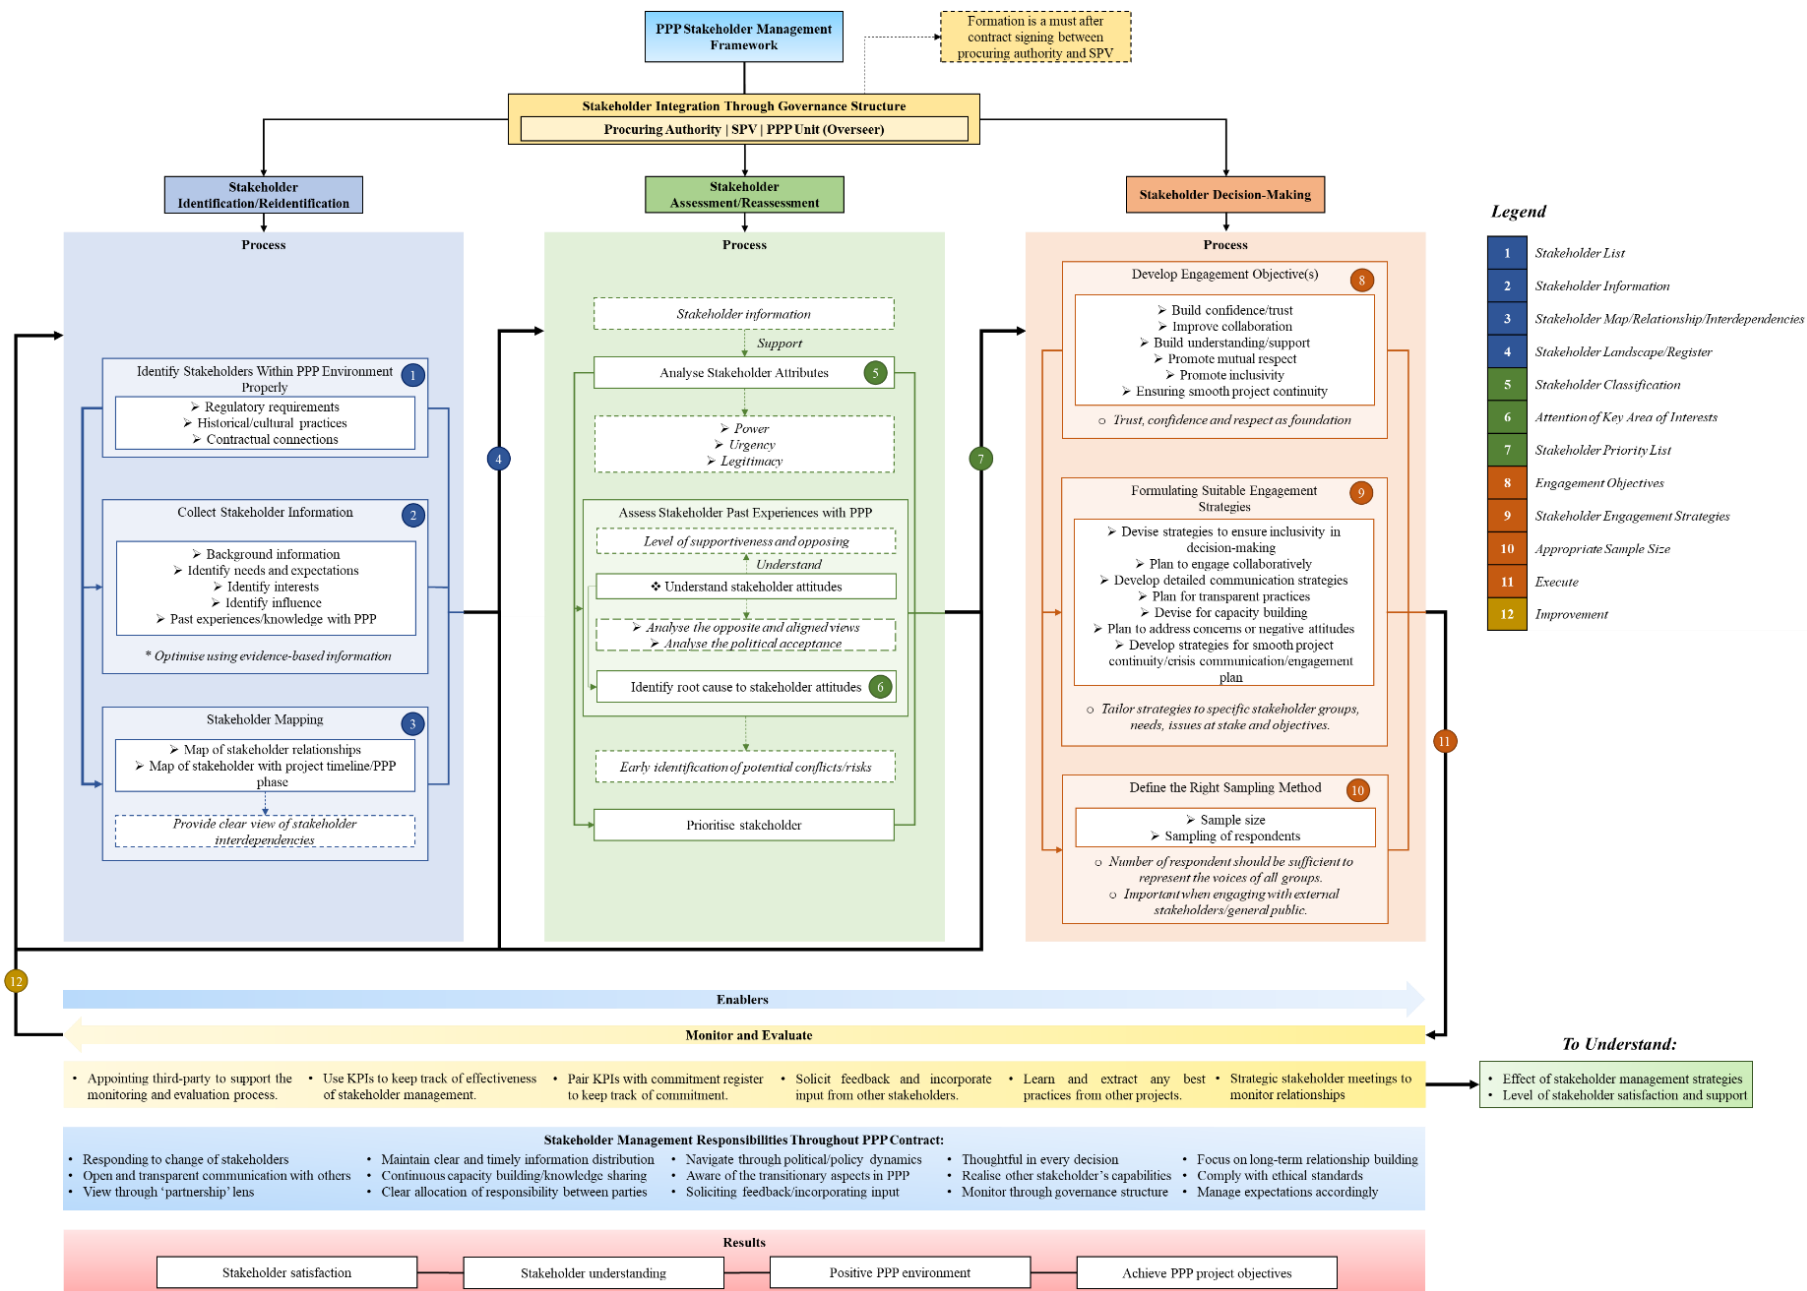 PPP Stakeholder Management
Framework
Formation is a must after
contract signing between
procuring authority and SPV
Stakeholder Integration Through Governance Structure
Procuring Authority | SPV | PPP Unit (Overseer)
Stakeholder
Identification/Reidentification
Stakeholder
Assessment/Reassessment
Stakeholder Decision-Making
Process
Identify Stakeholders Within PPP Environment
Properly
1
➢ Regulatory requirements
➢ Historical/cultural practices
➢ Contractual connections
Collect Stakeholder Information
2
➢ Background information
➢ Identify needs and expectations
➢ Identify interests
➢ Identify influence
➢ Past experiences/knowledge with PPP
* Optimise using evidence-based information
Stakeholder Mapping
3
➢ Map of stakeholder relationships
➢ Map of stakeholder with project timeline/PPP
phase
Provide clear view of stakeholder
interdependencies
4
Process
Stakeholder information
Support
Analyse Stakeholder Attributes
5
➢ Power
➢ Urgency
➢ Legitimacy
Assess Stakeholder Past Experiences with PPP
Level of supportiveness and opposing
Understand
❖ Understand stakeholder attitudes
➢ Analyse the opposite and aligned views
➢ Analyse the political acceptance
Identify root cause to stakeholder attitudes
6
Early identification of potential conflicts/risks
Prioritise stakeholder
7
Process
Develop Engagement Objective(s)
8
➢ Build confidence/trust
➢ Improve collaboration
➢ Build understanding/support
➢ Promote mutual respect
➢ Promote inclusivity
➢ Ensuring smooth project continuity
o Trust, confidence and respect as foundation
Formulating Suitable Engagement
Strategies
9
➢ Devise strategies to ensure inclusivity in
decision-making
➢ Plan to engage collaboratively
➢ Develop detailed communication strategies
➢ Plan for transparent practices
➢ Devise for capacity building
➢ Plan to address concerns or negative attitudes
➢ Develop strategies for smooth project
continuity/crisis communication/engagement
plan
o Tailor strategies to specific stakeholder groups,
needs, issues at stake and objectives.
Define the Right Sampling Method
10
➢ Sample size
➢ Sampling of respondents
o Number of respondent should be sufficient to
represent the voices of all groups.
o Important when engaging with external
stakeholders/general public.
11
Legend
1 Stakeholder List
2 Stakeholder Information
3 Stakeholder Map/Relationship/Interdependencies
4 Stakeholder Landscape/Register
5 Stakeholder Classification
6 Attention of Key Area of Interests
7 Stakeholder Priority List
8 Engagement Objectives
9 Stakeholder Engagement Strategies
10 Appropriate Sample Size
11 Execute
12 Improvement
12
Enablers
Monitor and Evaluate
• Appointing third-party to support the
monitoring and evaluation process.
• Use KPIs to keep track of effectiveness
of stakeholder management.
• Pair KPIs with commitment register
to keep track of commitment.
• Solicit feedback and incorporate
input from other stakeholders.
• Learn and extract any best
practices from other projects.
• Strategic stakeholder meetings to
monitor relationships
To Understand:
• Effect of stakeholder management strategies
• Level of stakeholder satisfaction and support
Stakeholder Management Responsibilities Throughout PPP Contract:
• Responding to change of stakeholders
• Open and transparent communication with others
• View through ‘partnership’ lens
• Maintain clear and timely information distribution
• Continuous capacity building/knowledge sharing
• Clear allocation of responsibility between parties
• Navigate through political/policy dynamics
• Aware of the transitionary aspects in PPP
• Soliciting feedback/incorporating input
• Thoughtful in every decision
• Realise other stakeholder’s capabilities
• Monitor through governance structure
• Focus on long-term relationship building
• Comply with ethical standards
• Manage expectations accordingly
Results
Stakeholder satisfaction
Stakeholder understanding
Positive PPP environment
Achieve PPP project objectives